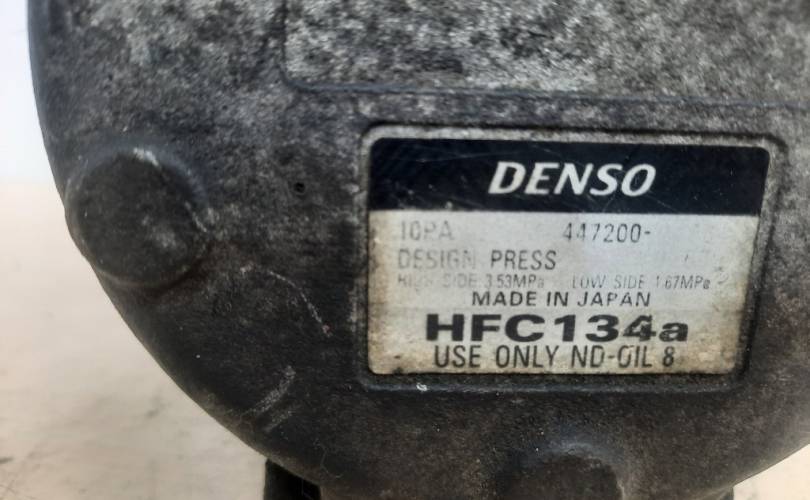 DENSO
10PA 447200-
DESIGN PRESS
HIGH SIDE 3.53MPa LOW SIDE 1.67MPa
MADE IN JAPAN
HFC134a
USE ONLY ND-OIL 8